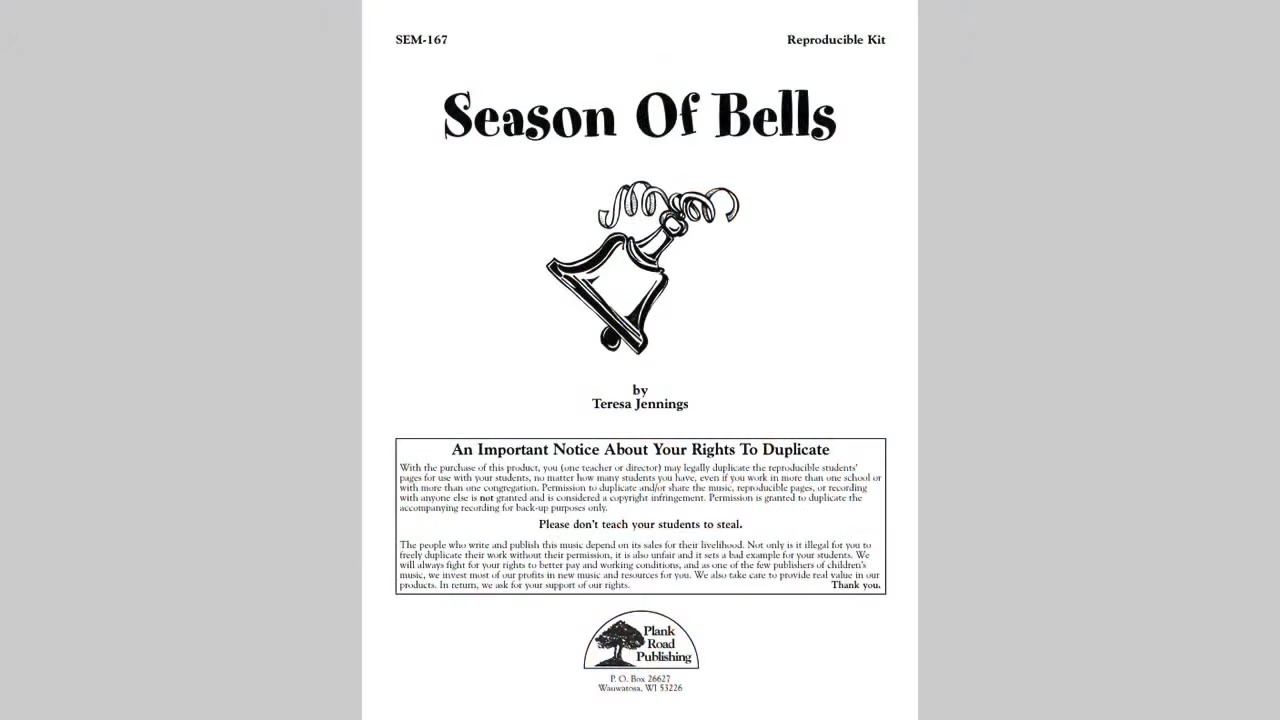 SEM-167
Reproducible Kit
Season Of Bells
by
Teresa Jennings
An Important Notice About Your Rights To Duplicate
With the purchase of this product, you (one teacher or director) may legally duplicate the reproducible students'
pages for use with your students, no matter how many students you have, even if you work in more than one school or
with more than one congregation. Permission to duplicate and/or share the music, reproducible pages, or recording
with anyone else is not granted and is considered a copyright infringement. Permission is granted to duplicate the
accompanying recording for back-up purposes only.
Please don't teach your students to steal.
The people who write and publish this music depend on its sales for their livelihood. Not only is it illegal for you to
freely duplicate their work without their permission, it is also unfair and it sets a bad example for your students. We
will always fight for your rights to better pay and working conditions, and as one of the few publishers of children's
music, we invest most of our profits in new music and resources for you. We also take care to provide real value in our
products. In return, we ask for your support of our rights. Thank you.
Plank
Road
Publishing
P. O. Box 26627
Wauwatosa, WI 53226